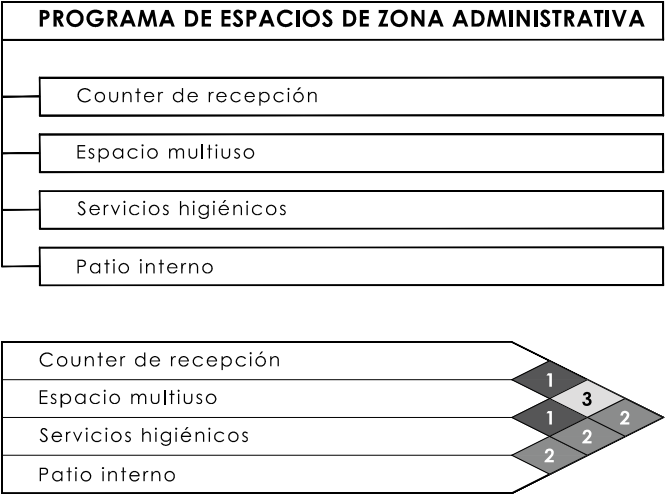 PROGRAMA DE ESPACIOS DE ZONA ADMINISTRATIVA
Counter de recepción
Espacio multiuso
Servicios higiénicos
Patio interno
Counter de recepción
1
Espacio multiuso
3
1
2
Servicios higiénicos
2
2
Patio interno